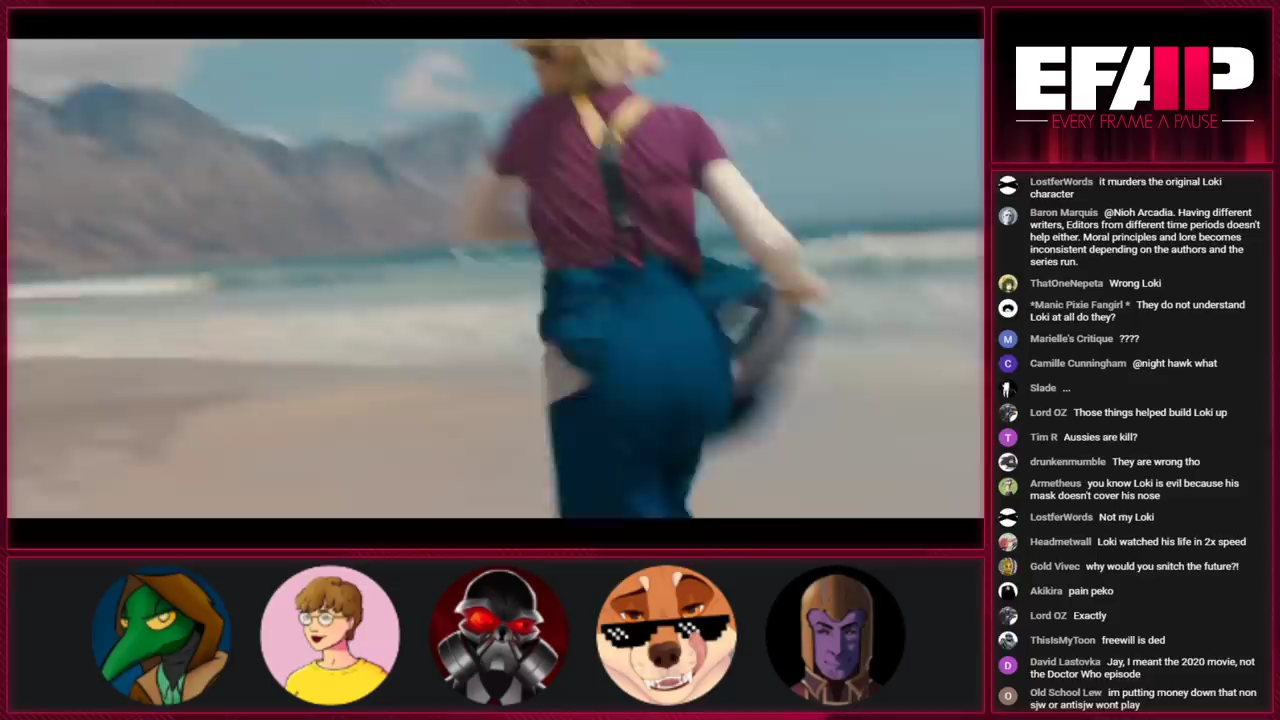 EFAP
EVERY FRAME A PAUSE
LostferWords it murders the original Loki
character
Baron Marquis @Nioh Arcadia. Having different
writers, Editors from different time periods doesn't
help either. Moral principles and lore becomes
inconsistent depending on the authors and the
series run.
ThatOneNepeta Wrong Loki
*Manic Pixie Fangirl * They do not understand
Loki at all do they?
M Marielle's Critique ????
C Camille Cunningham @night hawk what
Slade ...
Lord OZ Those things helped build Loki up
T Tim R Aussies are kill?
drunkenmumble They are wrong tho
Armetheus you know Loki is evil because his
mask doesn't cover his nose
LostferWords Not my Loki
Headmetwall Loki watched his life in 2x speed
Gold Vivec why would you snitch the future?!
Akikira pain peko
Lord OZ Exactly
ThisIsMyToon freewill is ded
D David Lastovka Jay, I meant the 2020 movie, not
the Doctor Who episode
O Old School Lew im putting money down that non
sjw or antisjw wont play